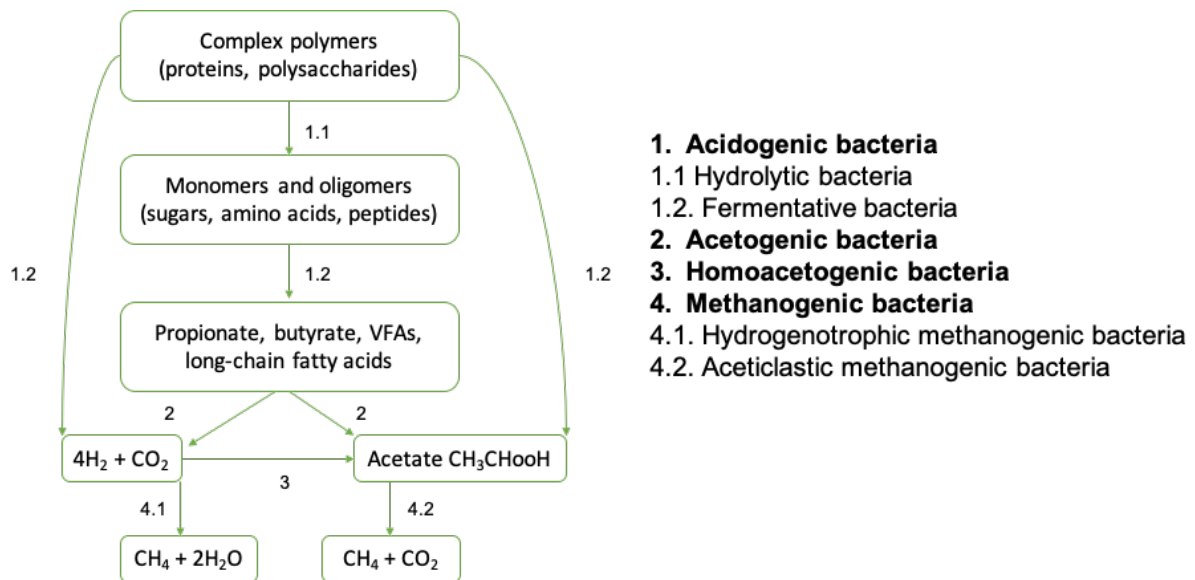 Complex polymers
(proteins, polysaccharides)
1.1
Monomers and oligomers
(sugars, amino acids, peptides)
1.2
1.2
1.2
Propionate, butyrate, VFAs,
long-chain fatty acids
2
2
4H₂ + CO₂
Acetate CH₃CHooH
3
4.1
4.2
CH₄ + 2H₂O
CH₄ + CO₂
1. Acidogenic bacteria
1.1 Hydrolytic bacteria
1.2. Fermentative bacteria
2. Acetogenic bacteria
3. Homoacetogenic bacteria
4. Methanogenic bacteria
4.1. Hydrogenotrophic methanogenic bacteria
4.2. Aceticlastic methanogenic bacteria